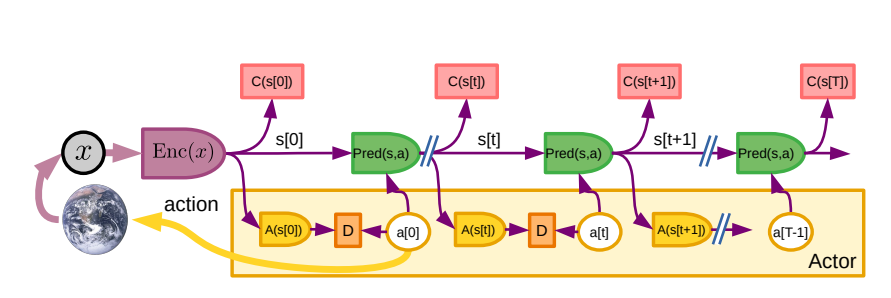 C(s[0])
C(s[t])
C(s[t+1])
C(s[T])
x
Enc(x)
s[0]
Pred(s,a)
s[t]
Pred(s,a)
s[t+1]
Pred(s,a)
action
A(s[0])
D
a[0]
A(s[t])
D
a[t]
A(s[t+1])
a[T-1]
Actor